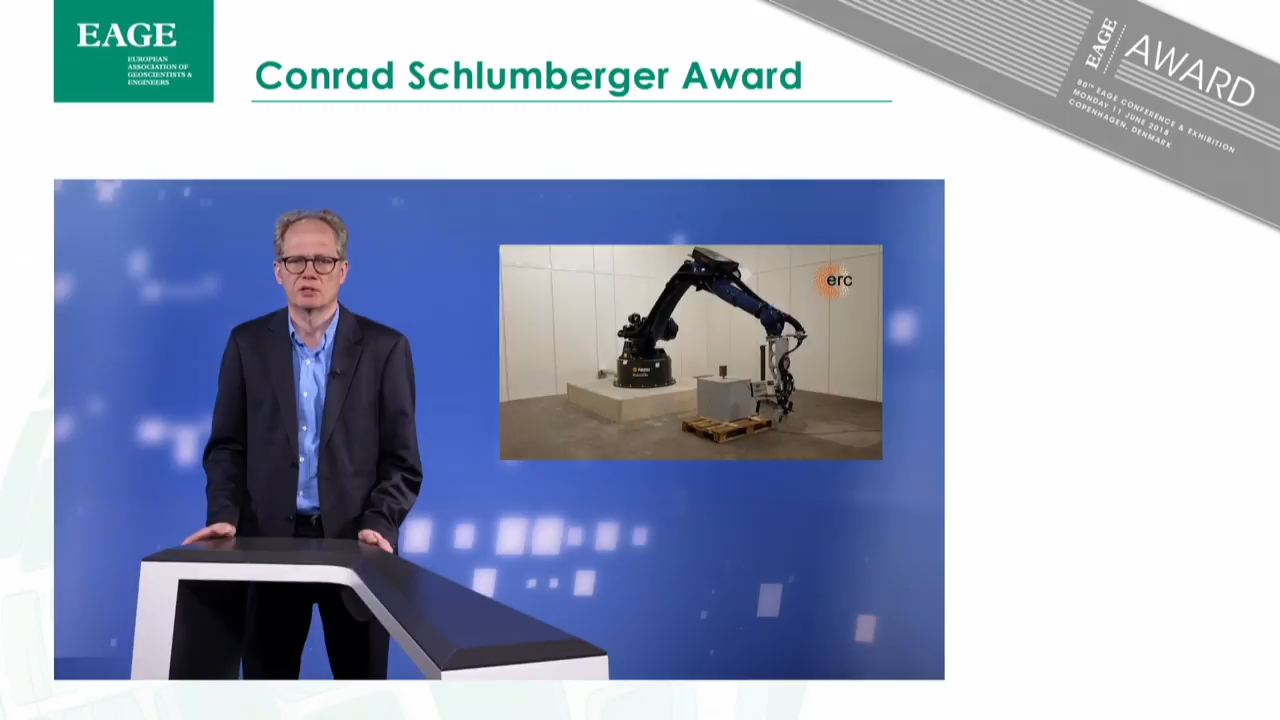 EAGE
EUROPEAN
ASSOCIATION OF
GEOSCIENTISTS &
ENGINEERS
Conrad Schlumberger Award
EAGE
AWARD
80TH EAGE CONFERENCE & EXHIBITION
MONDAY 11 JUNE 2018
COPENHAGEN, DENMARK
erc